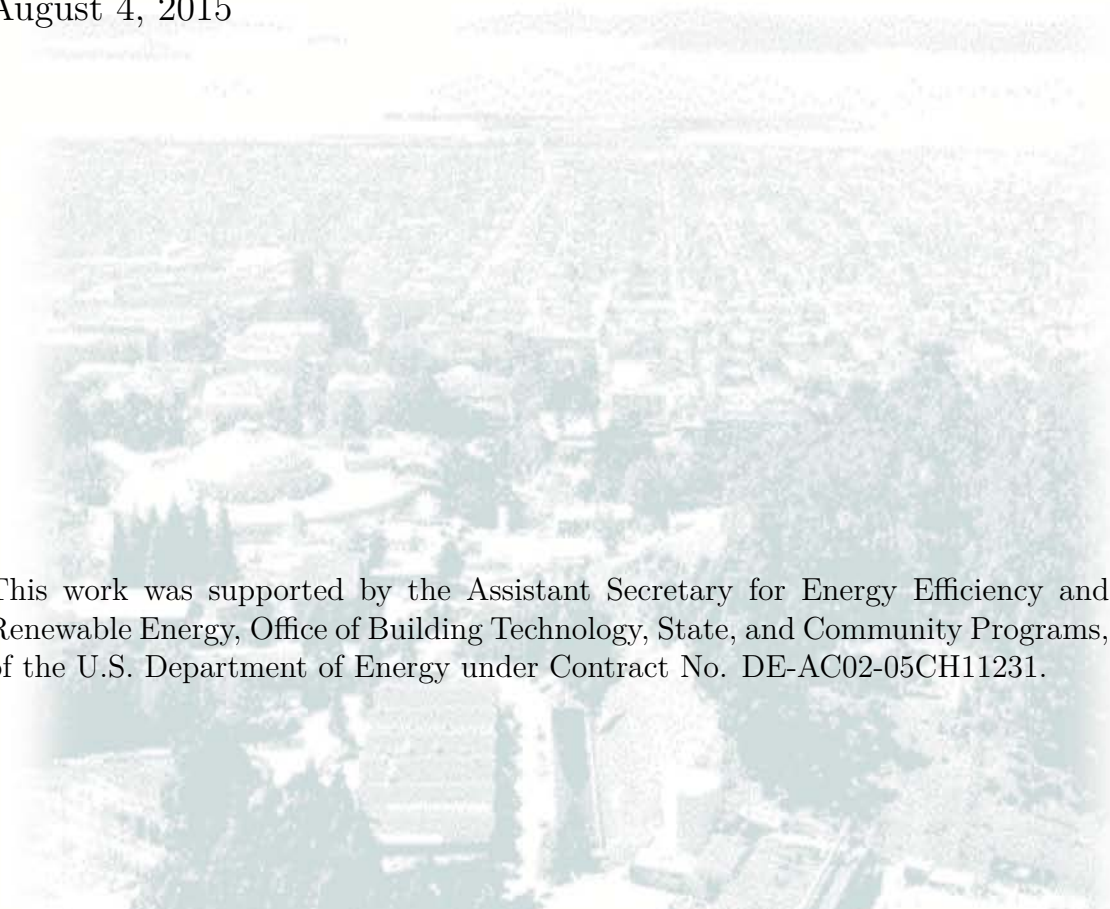 August 4, 2015
This work was supported by the Assistant Secretary for Energy Efficiency and
Renewable Energy, Office of Building Technology, State, and Community Programs,
of the U.S. Department of Energy under Contract No. DE-AC02-05CH11231.